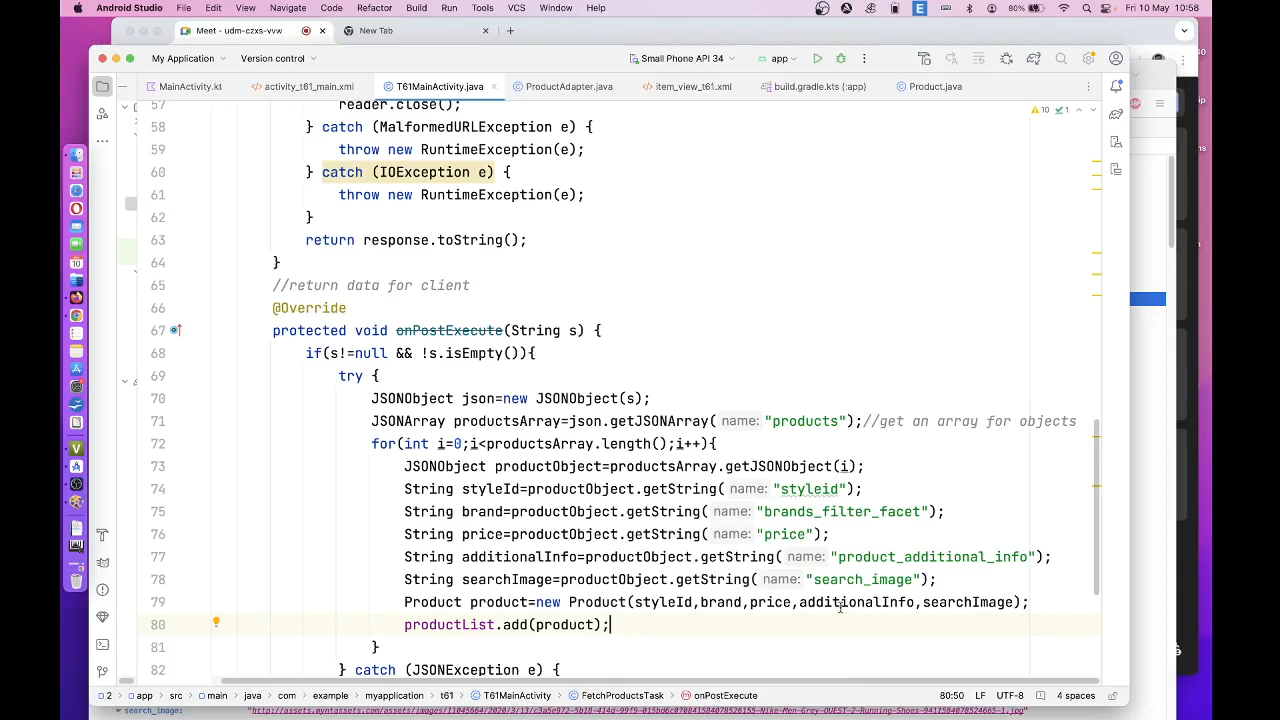 Android Studio File Edit View Navigate Code Refactor Build Run Tools VCS Window Help 80% Fri 10 May 10:58
Meet - udm-czxs-vvw New Tab
My Application Version control Small Phone API 34 app
MainActivity.kt activity_t61_main.xml T61MainActivity.java ProductAdapter.java item_view_t61.xml build.gradle.kts (:app) Product.java
57 reader.close();
58 } catch (MalformedURLException e) {
59 throw new RuntimeException(e);
60 } catch (IOException e) {
61 throw new RuntimeException(e);
62 }
63 return response.toString();
64 }
65 //return data for client
66 @Override
67 protected void onPostExecute(String s) {
68 if(s!=null && !s.isEmpty()){
69 try {
70 JSONObject json=new JSONObject(s);
71 JSONArray productsArray=json.getJSONArray( name: "products");//get an array for objects
72 for(int i=0;i<productsArray.length();i++){
73 JSONObject productObject=productsArray.getJSONObject(i);
74 String styleId=productObject.getString( name: "styleid");
75 String brand=productObject.getString( name: "brands_filter_facet");
76 String price=productObject.getString( name: "price");
77 String additionalInfo=productObject.getString( name: "product_additional_info");
78 String searchImage=productObject.getString( name: "search_image");
79 Product product=new Product(styleId,brand,price,additionalInfo,searchImage);
80 productList.add(product);
81 }
82 } catch (JSONException e) {
10 1
2 app src main java com example myapplication t61 T61MainActivity FetchProductsTask onPostExecute 80:50 LF UTF-8 4 spaces
search_image: